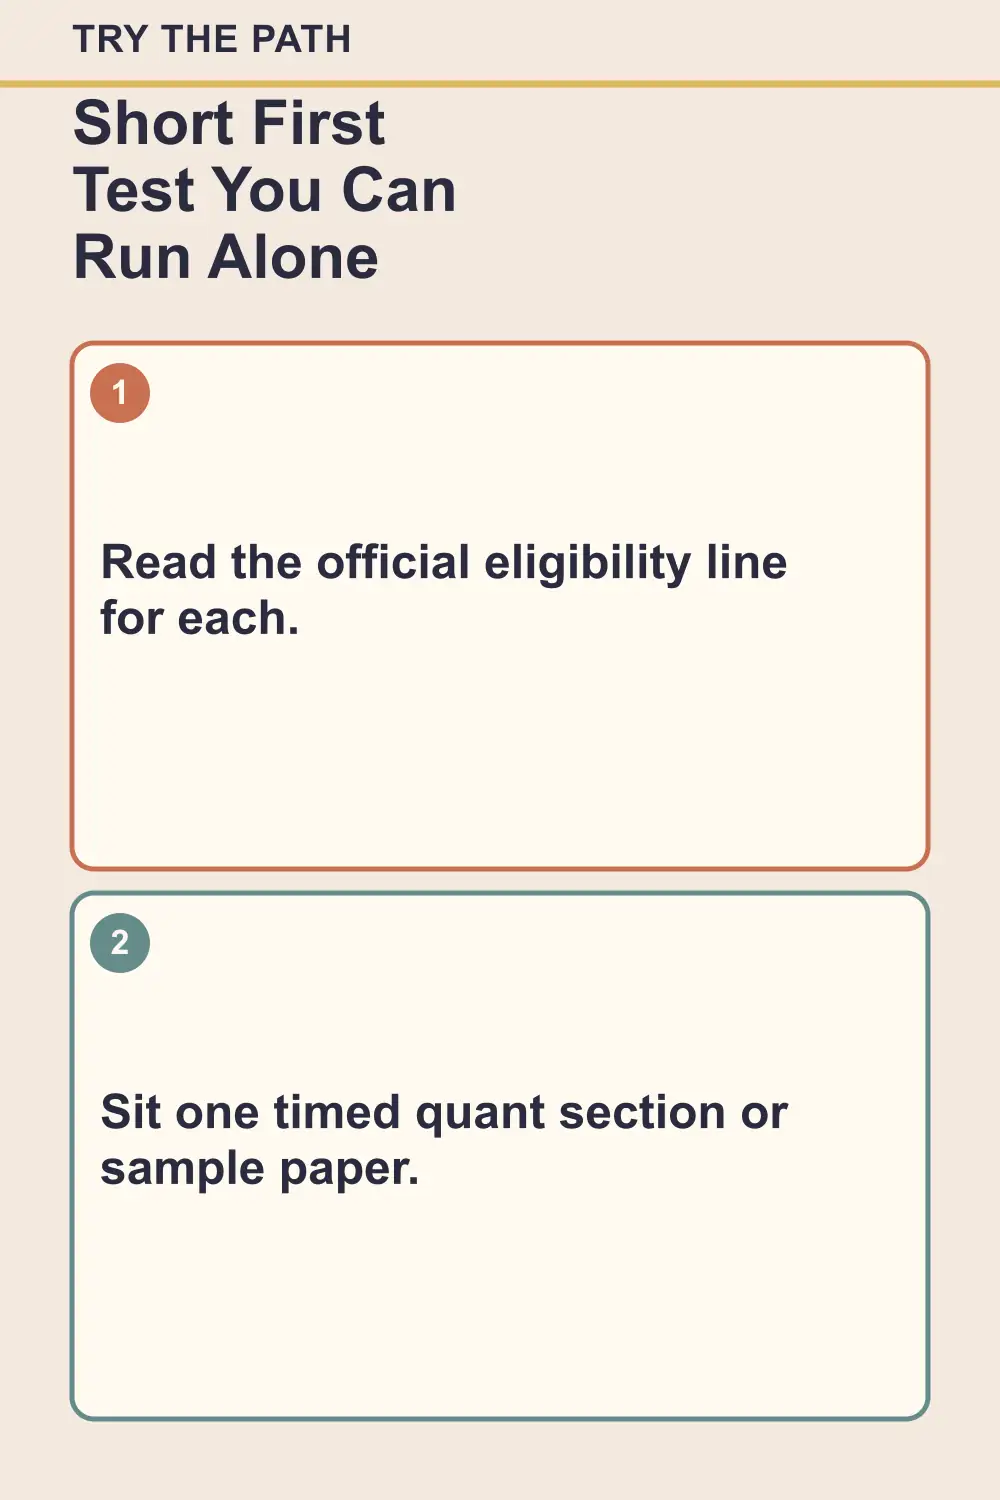 TRY THE PATH
Short First
Test You Can
Run Alone
1
Read the official eligibility line
for each.
2
Sit one timed quant section or
sample paper.